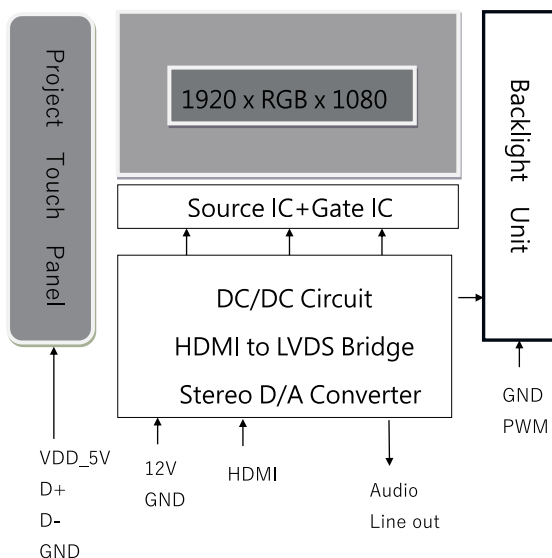 Project Touch Panel
1920 x RGB x 1080
Backlight Unit
Source IC+Gate IC
DC/DC Circuit
HDMI to LVDS Bridge
Stereo D/A Converter
VDD_5V
D+
D-
GND
12V
GND
HDMI
Audio
Line out
GND
PWM